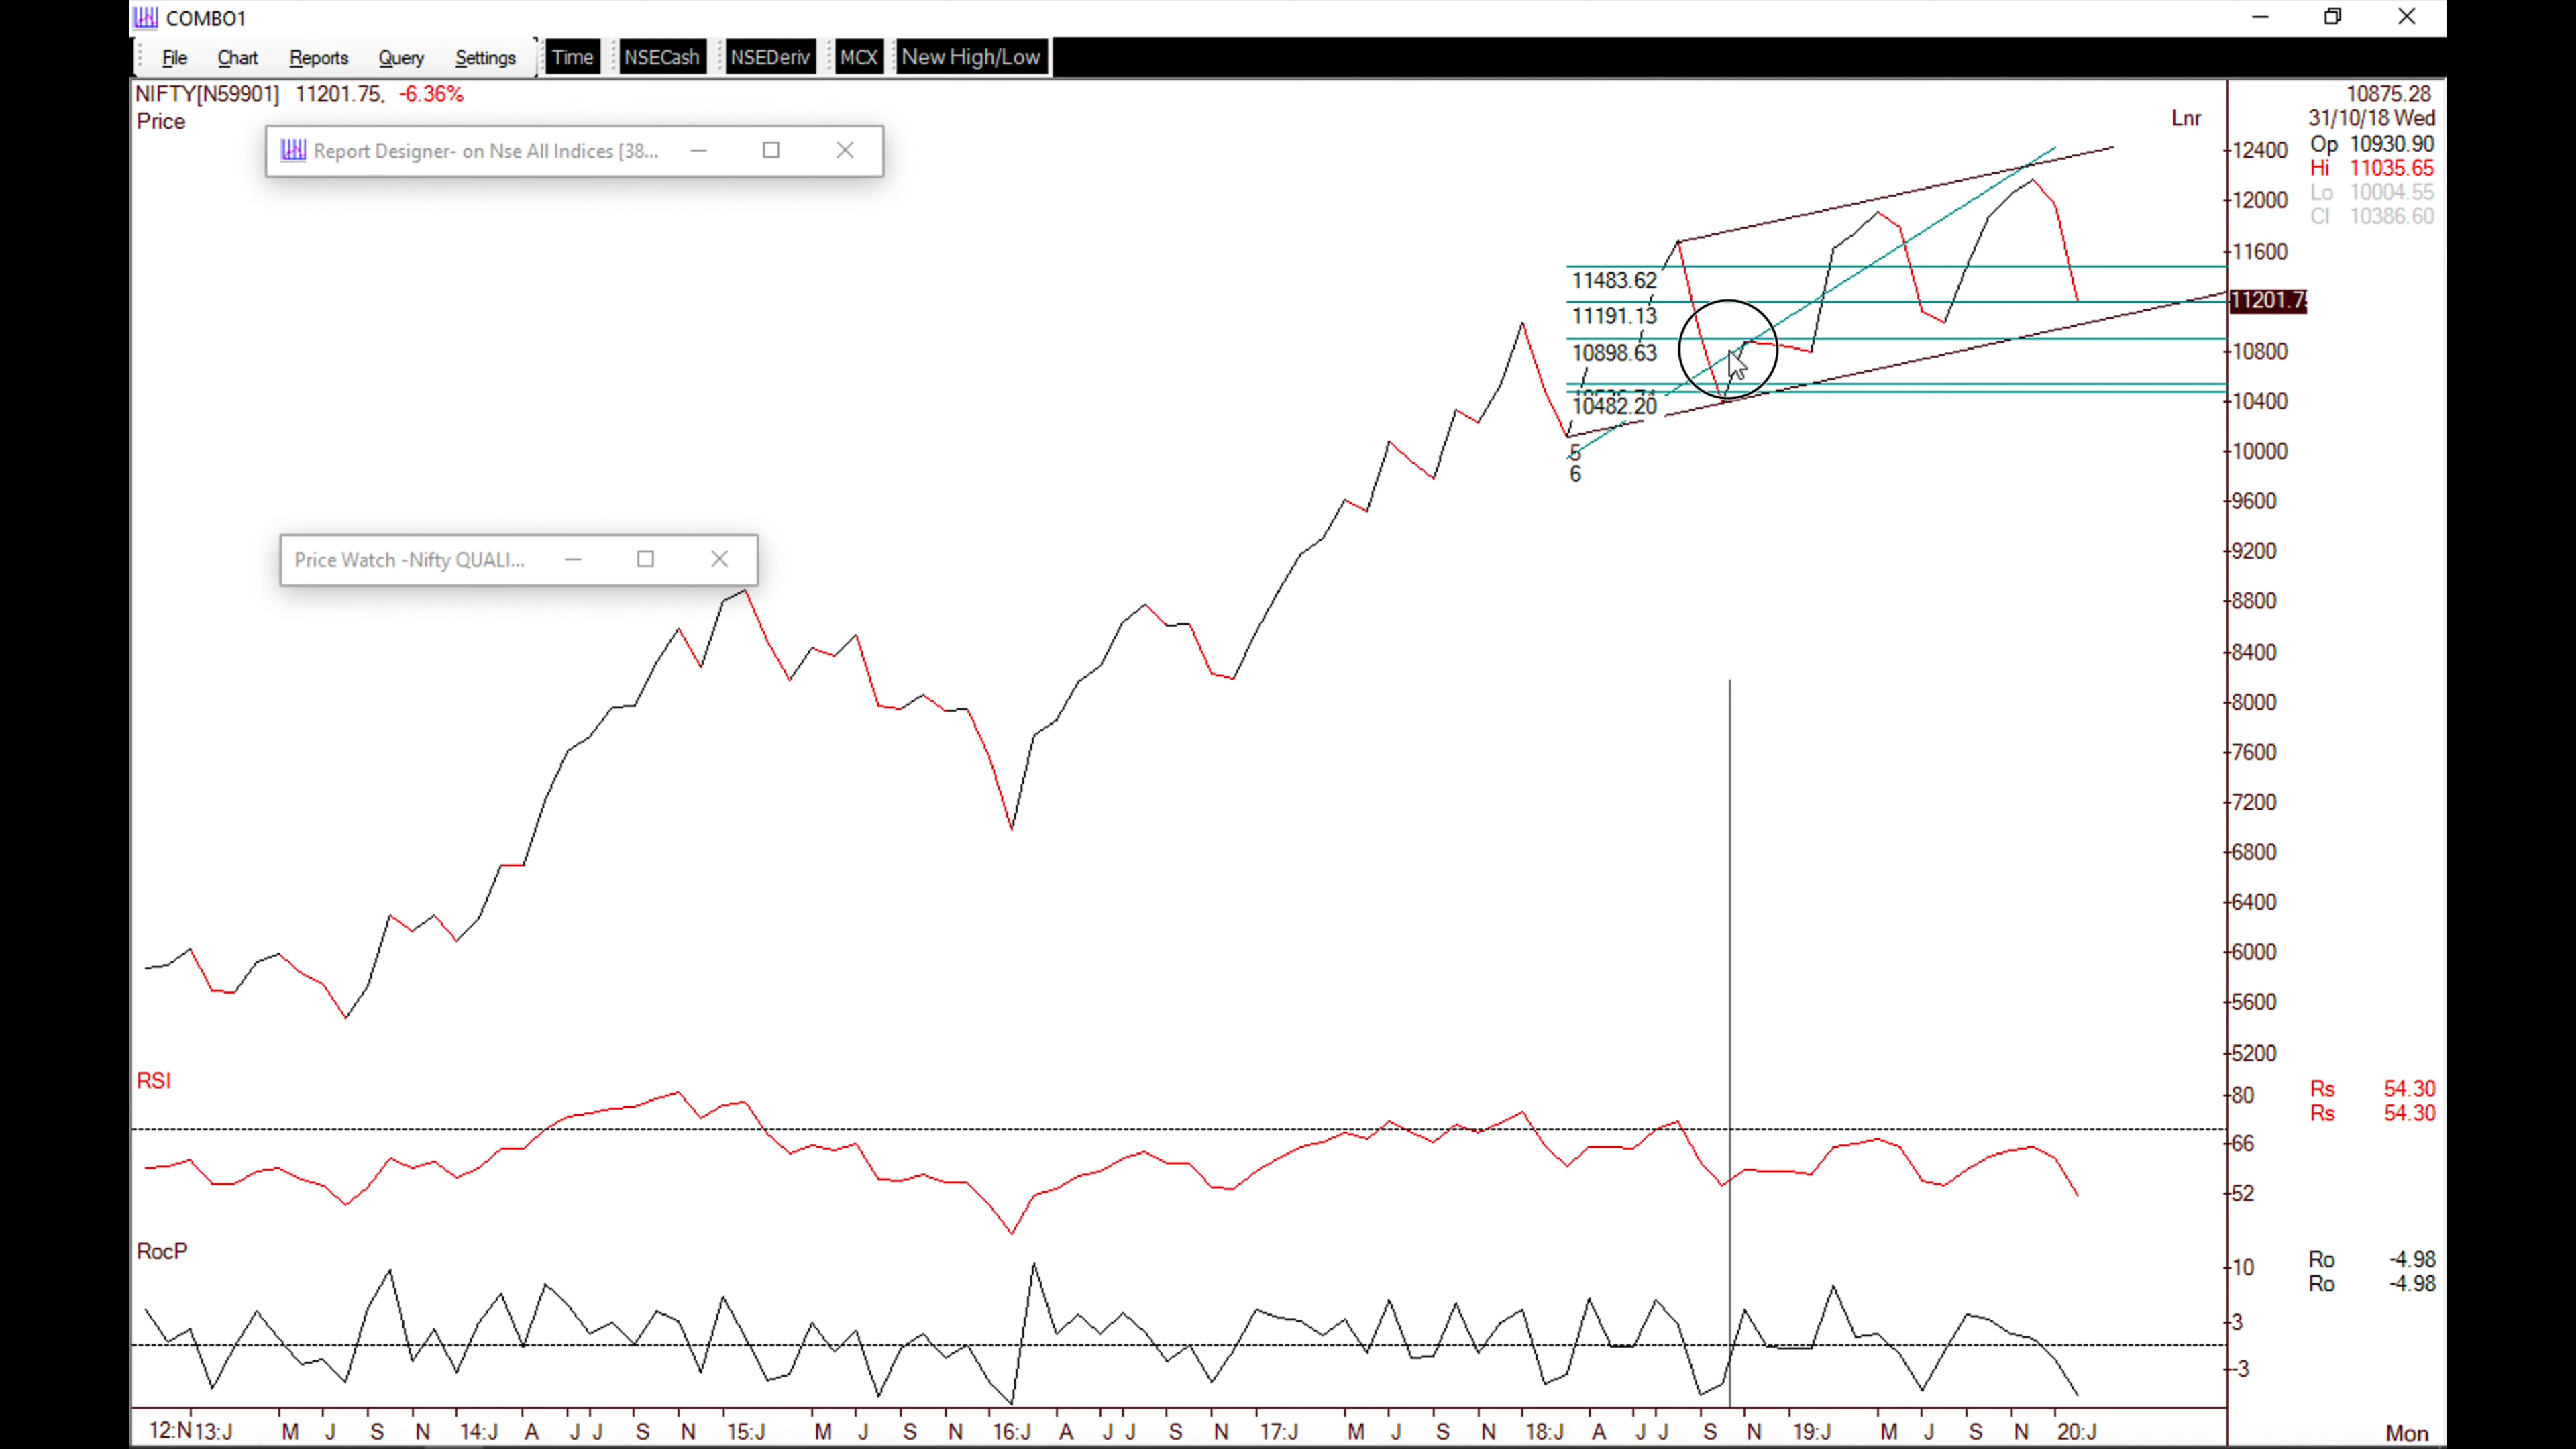 COMBO1
File Chart Reports Query Settings Time NSECash NSEDeriv MCX New High/Low
NIFTY[N59901] 11201.75, -6.36%
Price
Report Designer- on Nse All Indices [38...
Price Watch -Nifty QUALI...
Lnr
10875.28
31/10/18 Wed
Op 10930.90
Hi 11035.65
Lo 10004.55
Cl 10386.60
12400
12000
11600
11201.7
10800
10400
10000
9600
9200
8800
8400
8000
7600
7200
6800
6400
6000
5600
5200
11483.62
11191.13
10898.63
10482.20
5
6
RSI
80
66
52
Rs 54.30
Rs 54.30
RocP
10
3
-3
Ro -4.98
Ro -4.98
12:N 13:J M J S N 14:J A J J S N 15:J M J S N 16:J A J J S N 17:J M J S N 18:J A J J S N 19:J M J S N 20:J Mon